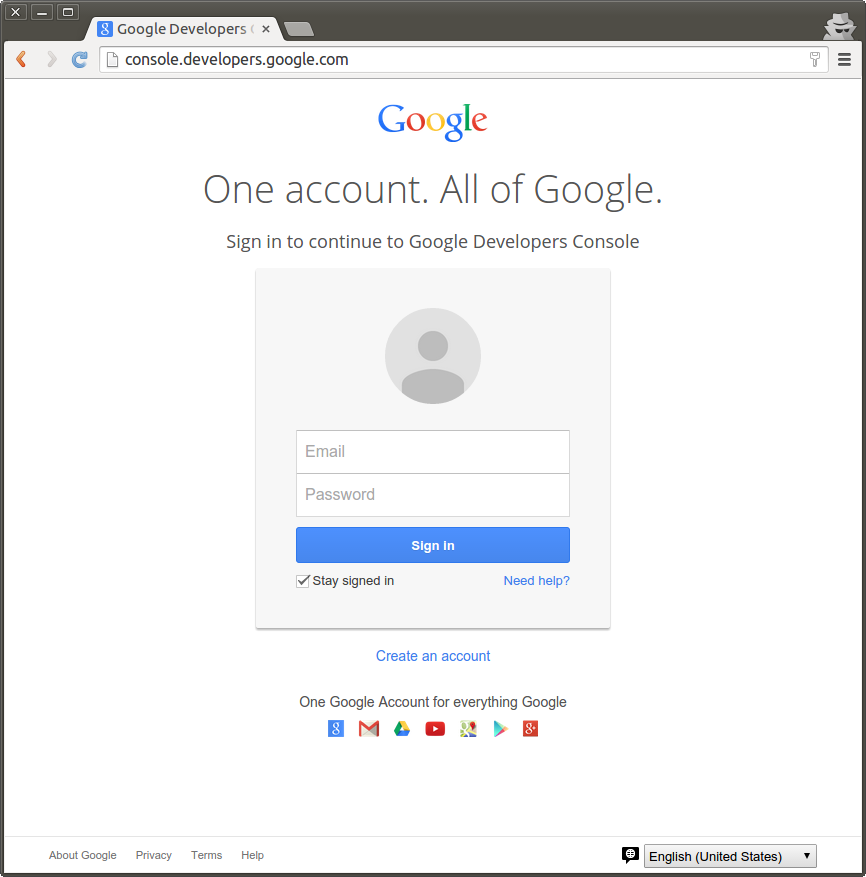 Google Developers C
console.developers.google.com
Google
One account. All of Google.
Sign in to continue to Google Developers Console
Email
Password
Sign in
Stay signed in
Need help?
Create an account
One Google Account for everything Google
About Google Privacy Terms Help
English (United States)